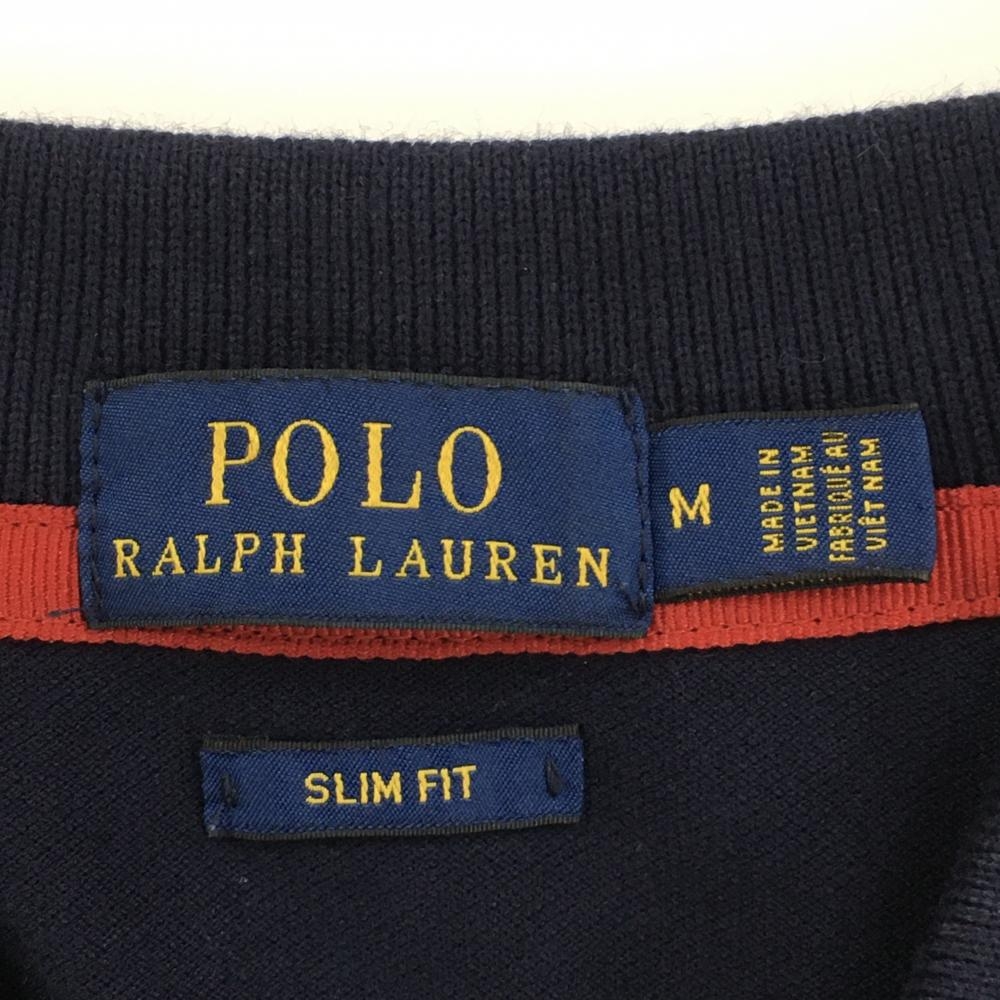 POLO
RALPH LAUREN
M
MADE IN
VIETNAM
FABRIQUÉ AU
VIÊT NAM
SLIM FIT